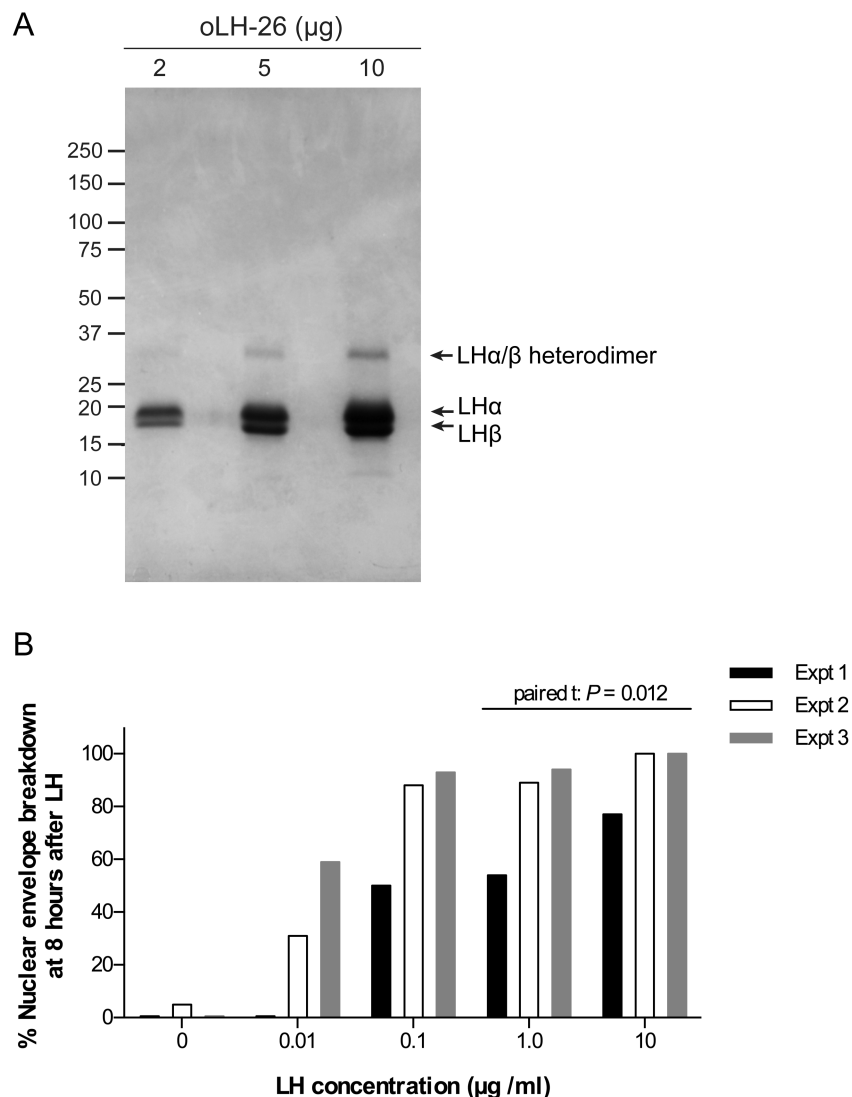 A
oLH-26 (μg)
2 5 10
250
150
100
75
50
37
25
20
15
10
LHα/β heterodimer
LHα
LHβ
B
Expt 1
Expt 2
Expt 3
paired t: P = 0.012
% Nuclear envelope breakdown
at 8 hours after LH
100
80
60
40
20
0
0 0.01 0.1 1.0 10
LH concentration (μg /ml)